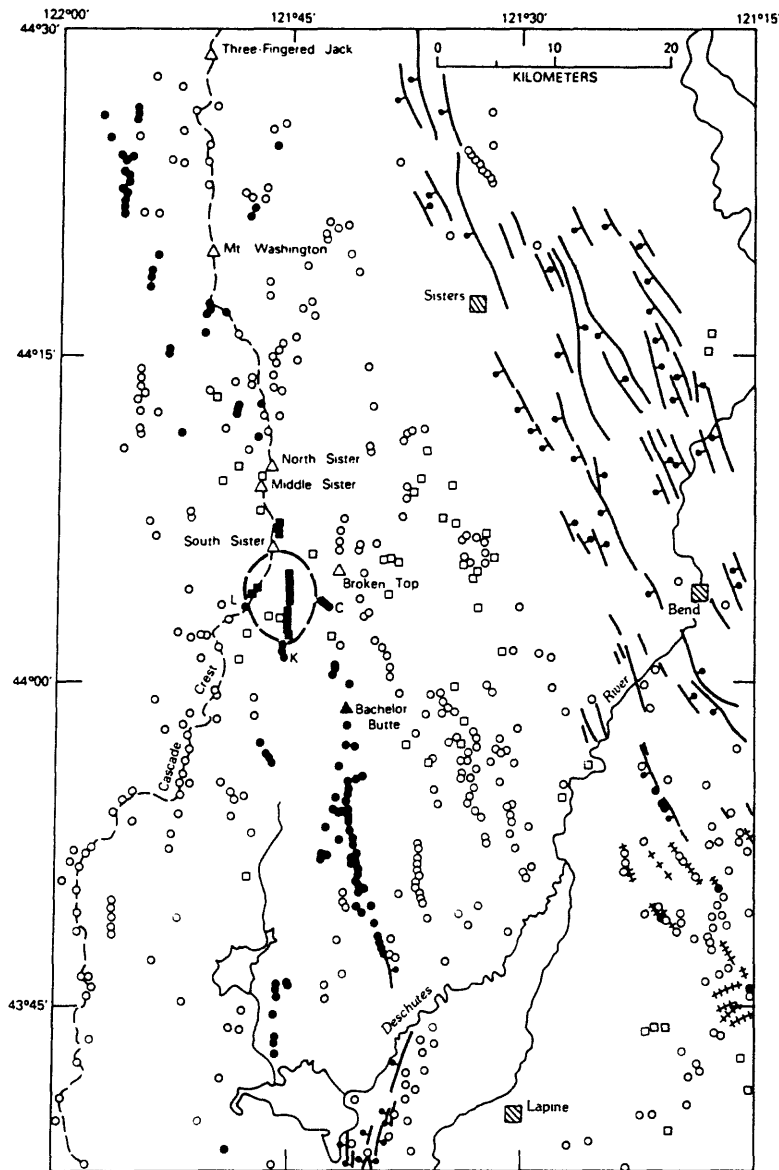 122°00' 121°45' 121°30' 121°15'
44°30'
Three-Fingered Jack
0 10 20
KILOMETERS
Mt Washington
Sisters
44°15'
North Sister
Middle Sister
South Sister
Broken Top
L
C
K
Bend
44°00'
Crest
Cascade
Bachelor
Butte
River
43°45'
Deschutes
Lapine